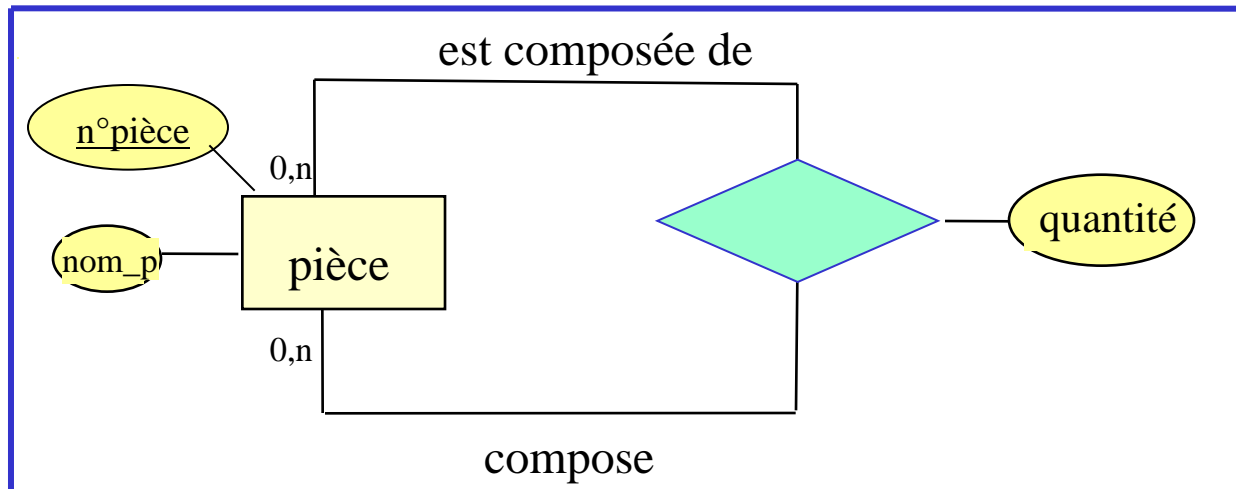 est composée de
n°pièce
0,n
quantité
nom_p
pièce
0,n
compose